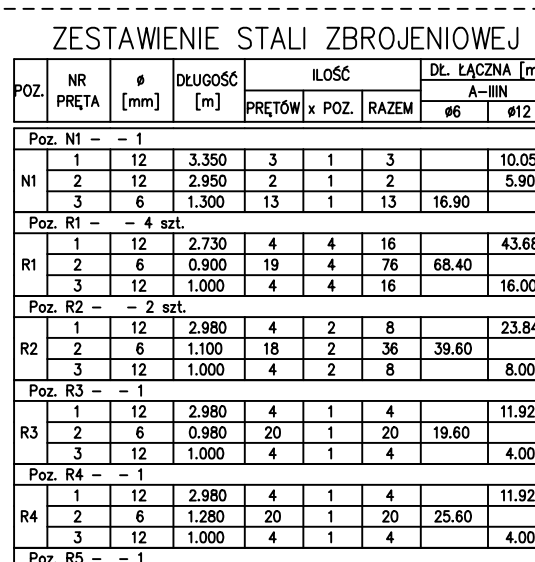 ZESTAWIENIE STALI ZBROJENIOWEJ
POZ. NR PRĘTA ø [mm] DŁUGOŚĆ [m] ILOŚĆ DŁ. ŁĄCZNA [m
PRĘTÓW x POZ. RAZEM A-IIIN
ø6 ø12
Poz. N1 - - 1
1 12 3.350 3 1 3 10.05
N1 2 12 2.950 2 1 2 5.90
3 6 1.300 13 1 13 16.90
Poz. R1 - - 4 szt.
1 12 2.730 4 4 16 43.68
R1 2 6 0.900 19 4 76 68.40
3 12 1.000 4 4 16 16.00
Poz. R2 - - 2 szt.
1 12 2.980 4 2 8 23.84
R2 2 6 1.100 18 2 36 39.60
3 12 1.000 4 2 8 8.00
Poz. R3 - - 1
1 12 2.980 4 1 4 11.92
R3 2 6 0.980 20 1 20 19.60
3 12 1.000 4 1 4 4.00
Poz. R4 - - 1
1 12 2.980 4 1 4 11.92
R4 2 6 1.280 20 1 20 25.60
3 12 1.000 4 1 4 4.00
Poz. R5 - - 1